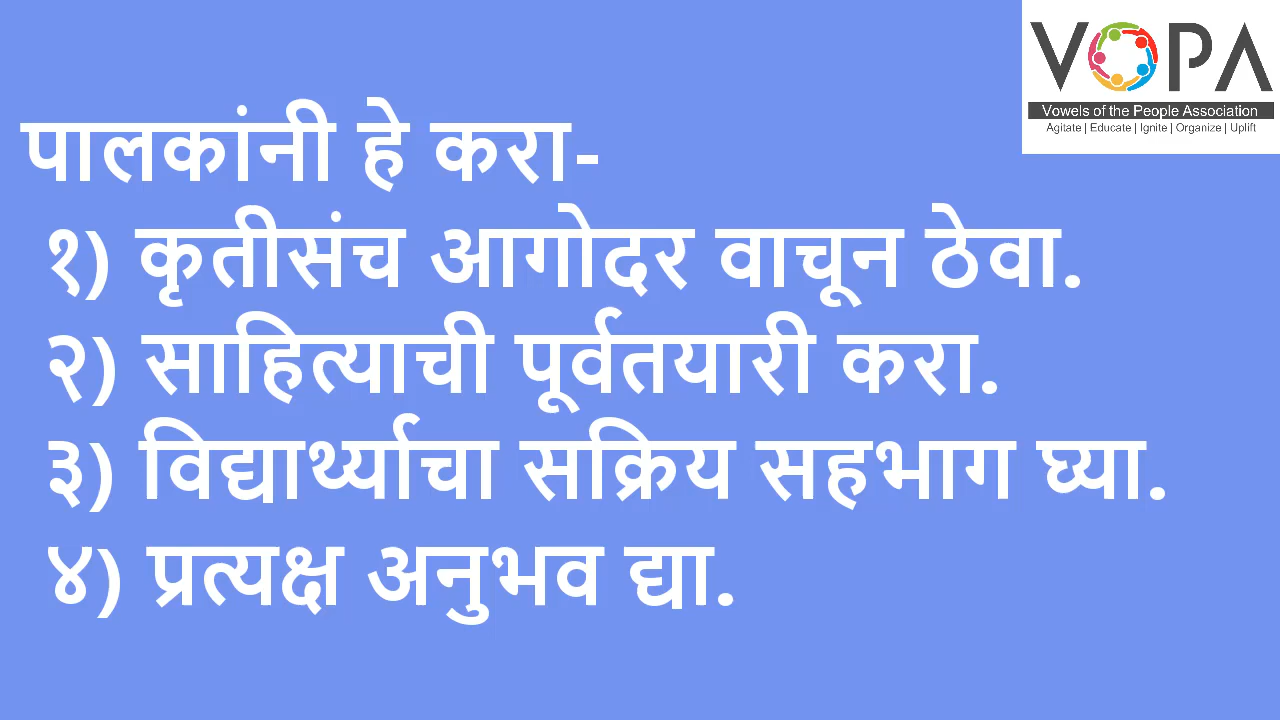 VOPA
Vowels of the People Association
Agitate | Educate | Ignite | Organize | Uplift
पालकांनी हे करा-
१) कृतीसंच आगोदर वाचून ठेवा.
२) साहित्याची पूर्वतयारी करा.
३) विद्यार्थ्याचा सक्रिय सहभाग घ्या.
४) प्रत्यक्ष अनुभव द्या.